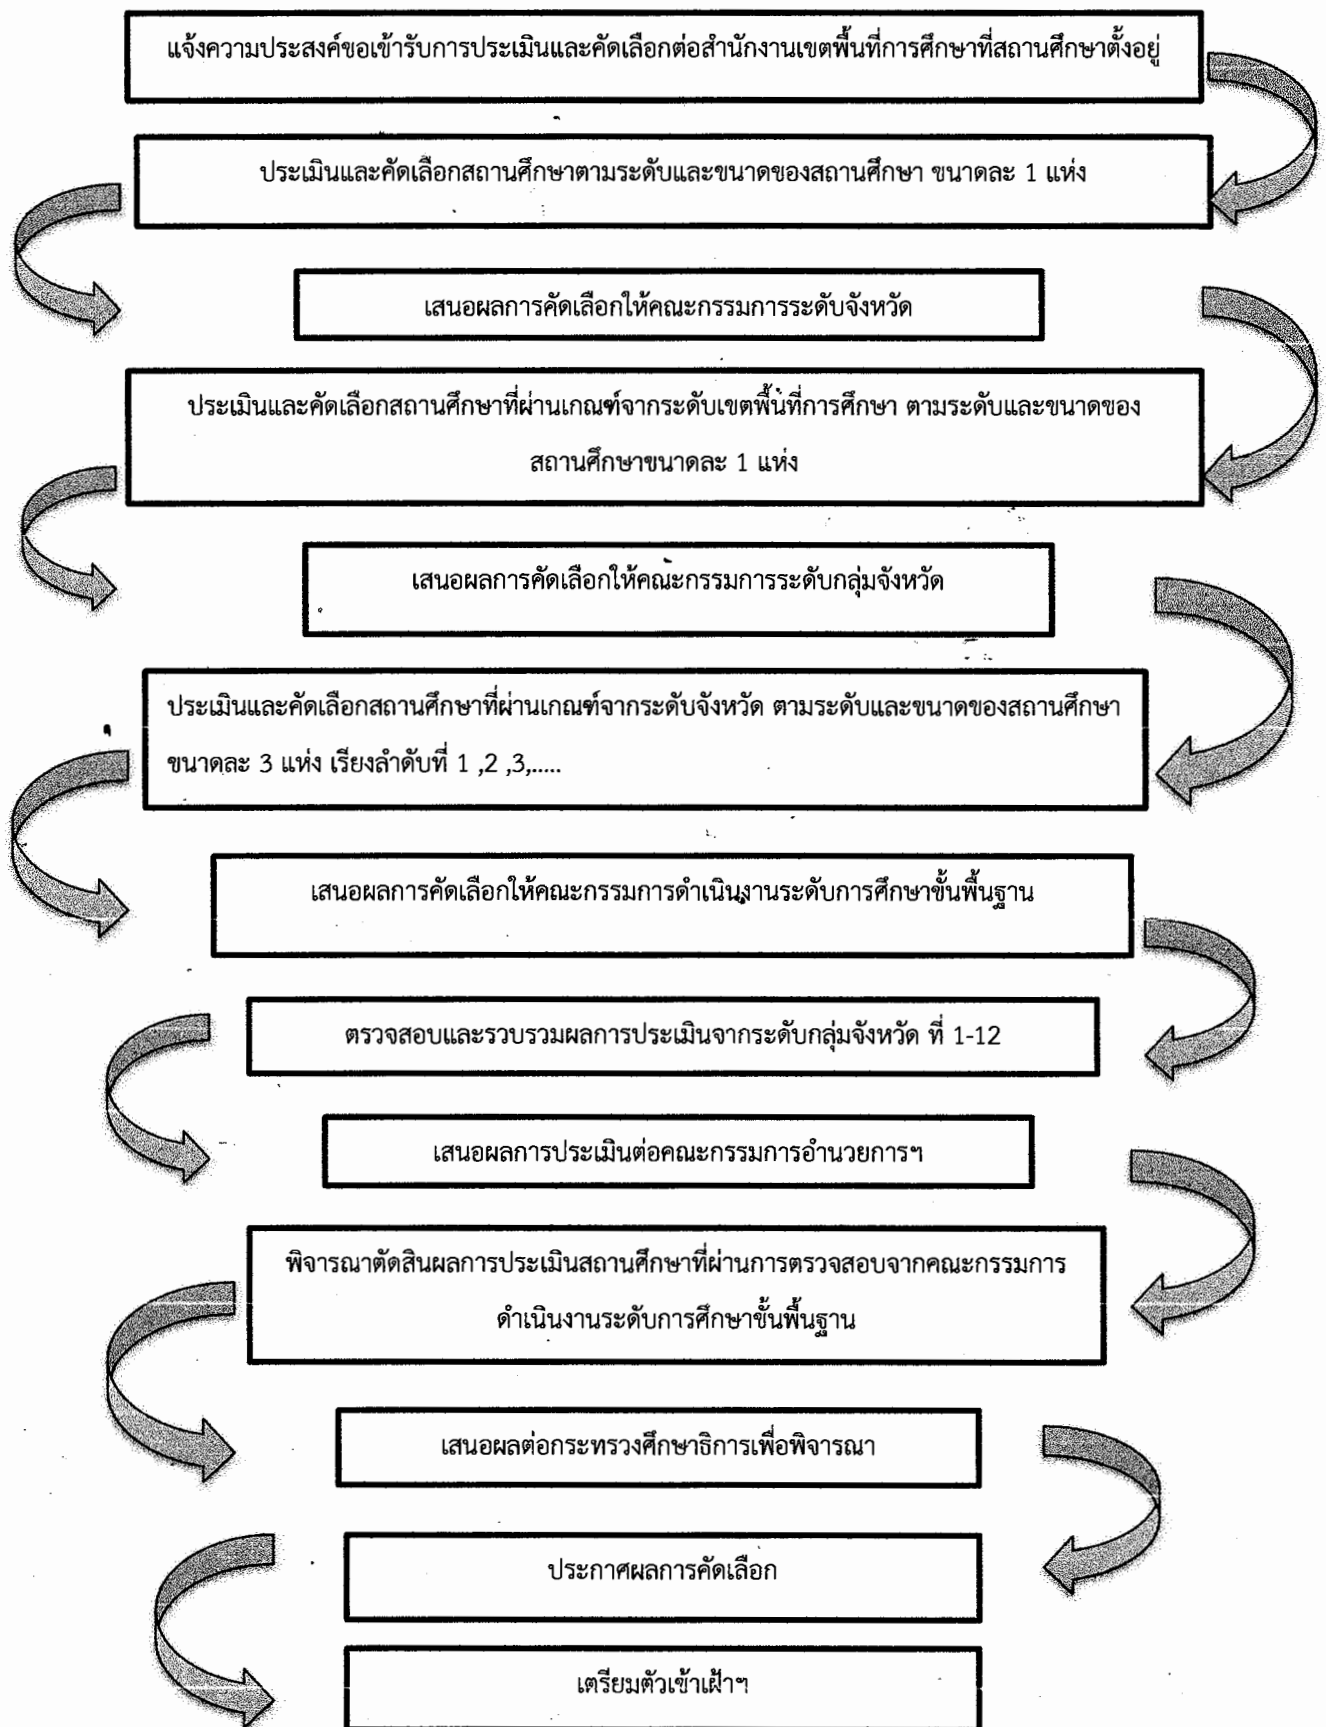 แจ้งความประสงค์ขอเข้ารับการประเมินและคัดเลือกต่อสำนักงานเขตพื้นที่การศึกษาที่สถานศึกษาตั้งอยู่
ประเมินและคัดเลือกสถานศึกษาตามระดับและขนาดของสถานศึกษา ขนาดละ 1 แห่ง
เสนอผลการคัดเลือกให้คณะกรรมการระดับจังหวัด
ประเมินและคัดเลือกสถานศึกษาที่ผ่านเกณฑ์จากระดับเขตพื้นที่การศึกษา ตามระดับและขนาดของ
สถานศึกษาขนาดละ 1 แห่ง
เสนอผลการคัดเลือกให้คณะกรรมการระดับกลุ่มจังหวัด
ประเมินและคัดเลือกสถานศึกษาที่ผ่านเกณฑ์จากระดับจังหวัด ตามระดับและขนาดของสถานศึกษา
ขนาดละ 3 แห่ง เรียงลำดับที่ 1 ,2 ,3,.....
เสนอผลการคัดเลือกให้คณะกรรมการดำเนินงานระดับการศึกษาขั้นพื้นฐาน
ตรวจสอบและรวบรวมผลการประเมินจากระดับกลุ่มจังหวัด ที่ 1-12
เสนอผลการประเมินต่อคณะกรรมการอำนวยการฯ
พิจารณาตัดสินผลการประเมินสถานศึกษาที่ผ่านการตรวจสอบจากคณะกรรมการ
ดำเนินงานระดับการศึกษาขั้นพื้นฐาน
เสนอผลต่อกระทรวงศึกษาธิการเพื่อพิจารณา
ประกาศผลการคัดเลือก
เตรียมตัวเข้าเฝ้าฯ